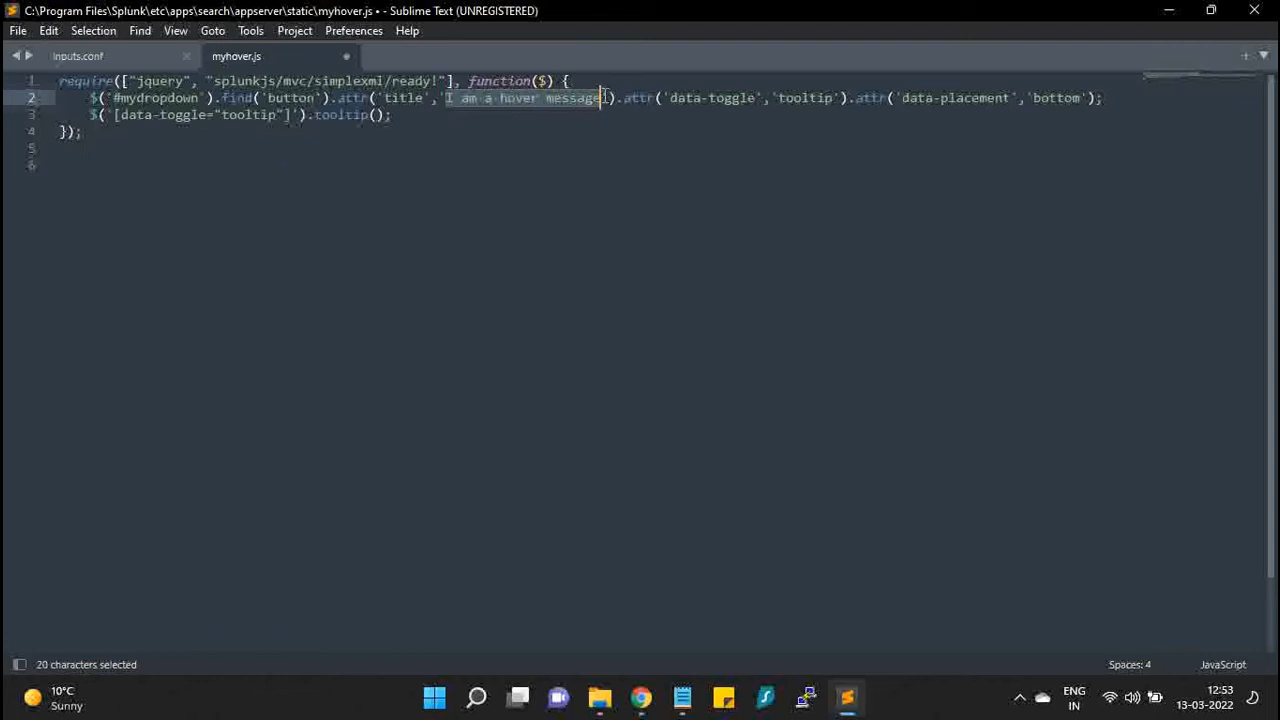 C:\Program Files\Splunk\etc\apps\search\appserver\static\myhover.js • - Sublime Text (UNREGISTERED)
File Edit Selection Find View Goto Tools Project Preferences Help
inputs.conf myhover.js
1 require(["jquery", "splunkjs/mvc/simplexml/ready!"], function($) {
2 $('#mydropdown').find('button').attr('title','I am a hover message').attr('data-toggle','tooltip').attr('data-placement','bottom');
3 $('[data-toggle="tooltip"]').tooltip();
4 });
5
6
20 characters selected Spaces: 4 JavaScript
10°C
Sunny
ENG
IN
12:53
13-03-2022